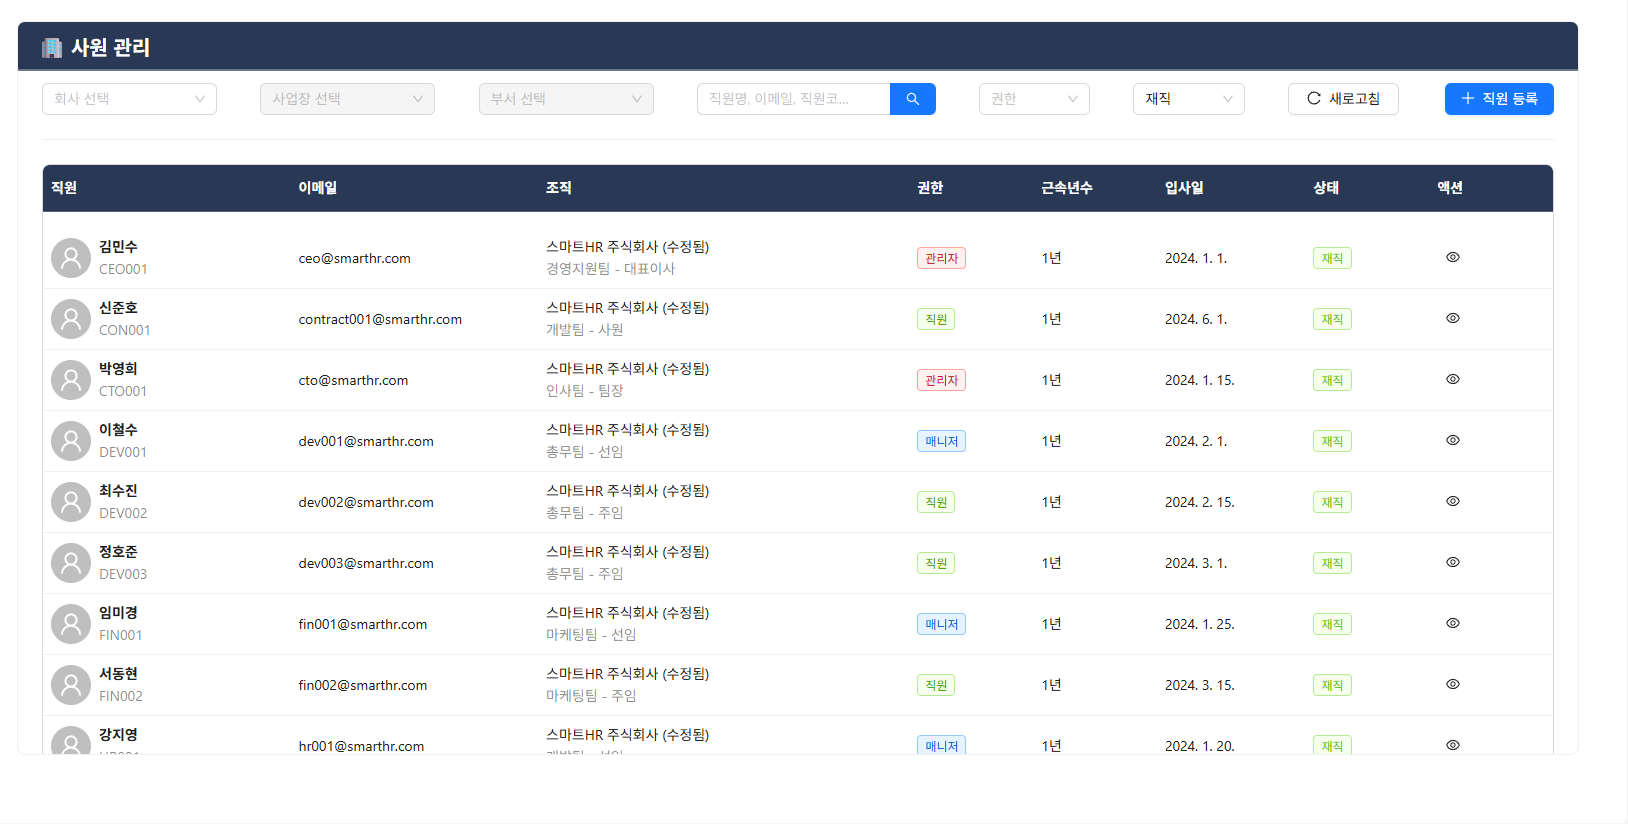 사원 관리
회사 선택
사업장 선택
부서 선택
직원명, 이메일, 직원코...
권한
재직
새로고침
직원 등록
직원 이메일 조직 권한 근속년수 입사일 상태 액션
김민수
CEO001
ceo@smarthr.com
스마트HR 주식회사 (수정됨)
경영지원팀 - 대표이사
관리자
1년
2024. 1. 1.
재직
신준호
CON001
contract001@smarthr.com
스마트HR 주식회사 (수정됨)
개발팀 - 사원
직원
1년
2024. 6. 1.
재직
박영희
CTO001
cto@smarthr.com
스마트HR 주식회사 (수정됨)
인사팀 - 팀장
관리자
1년
2024. 1. 15.
재직
이철수
DEV001
dev001@smarthr.com
스마트HR 주식회사 (수정됨)
총무팀 - 선임
매니저
1년
2024. 2. 1.
재직
최수진
DEV002
dev002@smarthr.com
스마트HR 주식회사 (수정됨)
총무팀 - 주임
직원
1년
2024. 2. 15.
재직
정호준
DEV003
dev003@smarthr.com
스마트HR 주식회사 (수정됨)
총무팀 - 주임
직원
1년
2024. 3. 1.
재직
임미경
FIN001
fin001@smarthr.com
스마트HR 주식회사 (수정됨)
마케팅팀 - 선임
매니저
1년
2024. 1. 25.
재직
서동현
FIN002
fin002@smarthr.com
스마트HR 주식회사 (수정됨)
마케팅팀 - 주임
직원
1년
2024. 3. 15.
재직
강지영
hr001@smarthr.com
스마트HR 주식회사 (수정됨)
매니저
1년
2024. 1. 20.
재직